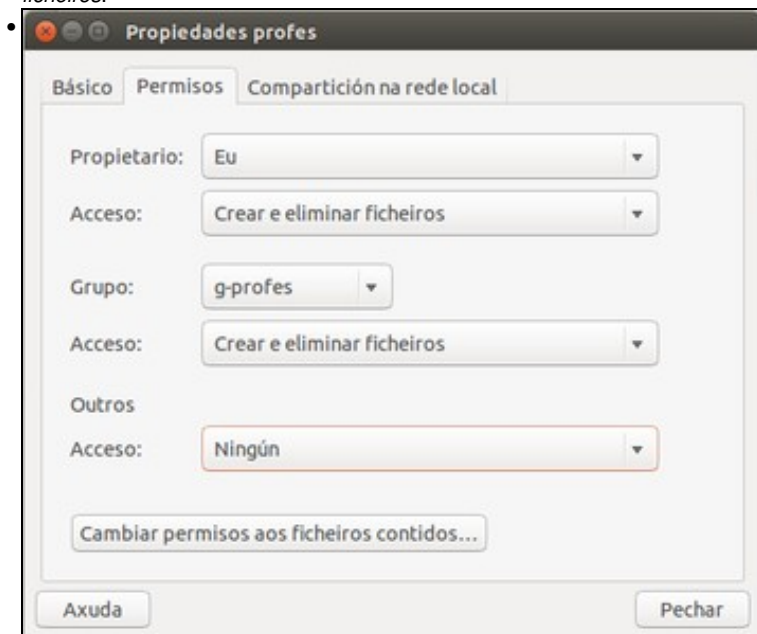 ficheiros.
Propiedades profes
Básico Permisos Compartición na rede local
Propietario: Eu
Acceso: Crear e eliminar ficheiros
Grupo: g-profes
Acceso: Crear e eliminar ficheiros
Outros
Acceso: Ningún
Cambiar permisos aos ficheiros contidos...
Axuda Pechar